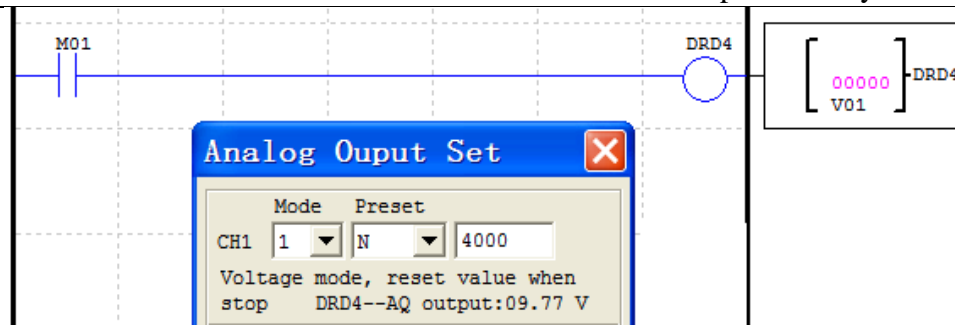 M01
DRD4
00000
V01
DRD4
Analog Ouput Set
Mode Preset
CH1 1 N 4000
Voltage mode, reset value when
stop DRD4--AQ output:09.77 V